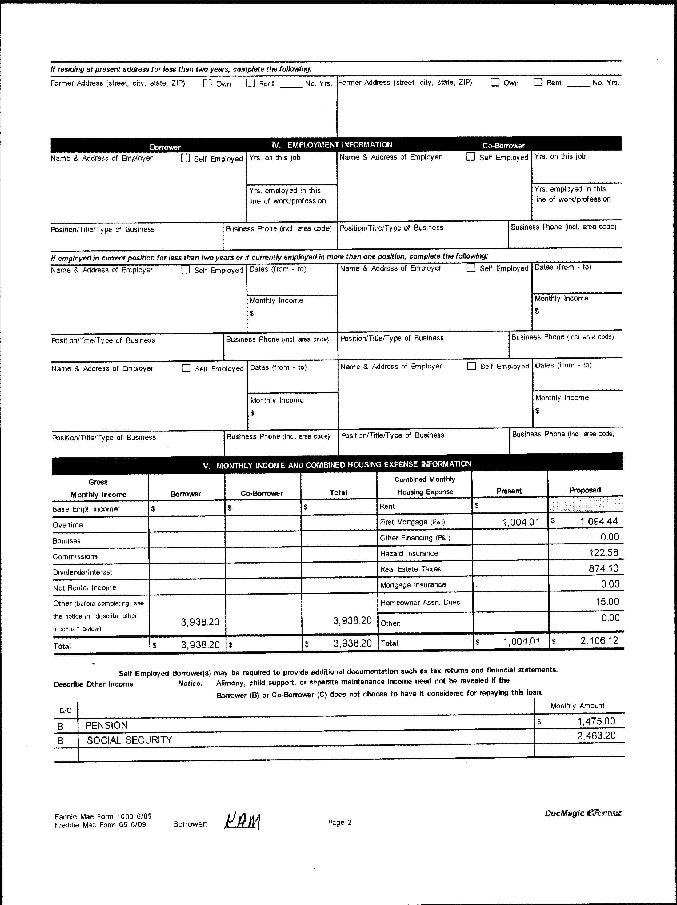 If residing at present address for less than two years, complete the following:
Former Address (street, city, state, ZIP) Own Rent No. Yrs. Former Address (street, city, state, ZIP) Own Rent No. Yrs.
Borrower IV. EMPLOYMENT INFORMATION Co-Borrower
Name & Address of Employer Self Employed Yrs. on this job Name & Address of Employer Self Employed Yrs. on this job
Yrs. employed in this line of work/profession Yrs. employed in this line of work/profession
Position/Title/Type of Business Business Phone (incl. area code) Position/Title/Type of Business Business Phone (incl. area code)
If employed in current position for less than two years or if currently employed in more than one position, complete the following:
Name & Address of Employer Self Employed Dates (from - to) Name & Address of Employer Self Employed Dates (from - to)
Monthly Income Monthly Income
$ $
Position/Title/Type of Business Business Phone (incl. area code) Position/Title/Type of Business Business Phone (incl. area code)
Name & Address of Employer Self Employed Dates (from - to) Name & Address of Employer Self Employed Dates (from - to)
Monthly Income Monthly Income
$ $
Position/Title/Type of Business Business Phone (incl. area code) Position/Title/Type of Business Business Phone (incl. area code)
V. MONTHLY INCOME AND COMBINED HOUSING EXPENSE INFORMATION
Gross Monthly Income Borrower Co-Borrower Total Combined Monthly Housing Expense Present Proposed
Base Empl. Income* $ $ $ Rent $
Overtime First Mortgage (P&I) 1,004.01 $ 1,094.44
Bonuses Other Financing (P&I) 0.00
Commissions Hazard Insurance 122.58
Dividends/Interest Real Estate Taxes 874.10
Net Rental Income Mortgage Insurance 0.00
Other (before completing, see Homeowner Assn. Dues 15.00
the notice in "describe other income," below) 3,938.20 3,938.20 Other: 0.00
Total $ 3,938.20 $ $ 3,938.20 Total $ 1,004.01 $ 2,106.12
Self Employed Borrower(s) may be required to provide additional documentation such as tax returns and financial statements.
Describe Other Income Notice: Alimony, child support, or separate maintenance income need not be revealed if the
Borrower (B) or Co-Borrower (C) does not choose to have it considered for repaying this loan.
B/C Monthly Amount
B PENSION $ 1,475.00
B SOCIAL SECURITY 2,463.20
Fannie Mae Form 1003 6/09
Freddie Mac Form 65 6/09 Borrower: KAM Page 2
DocMagic